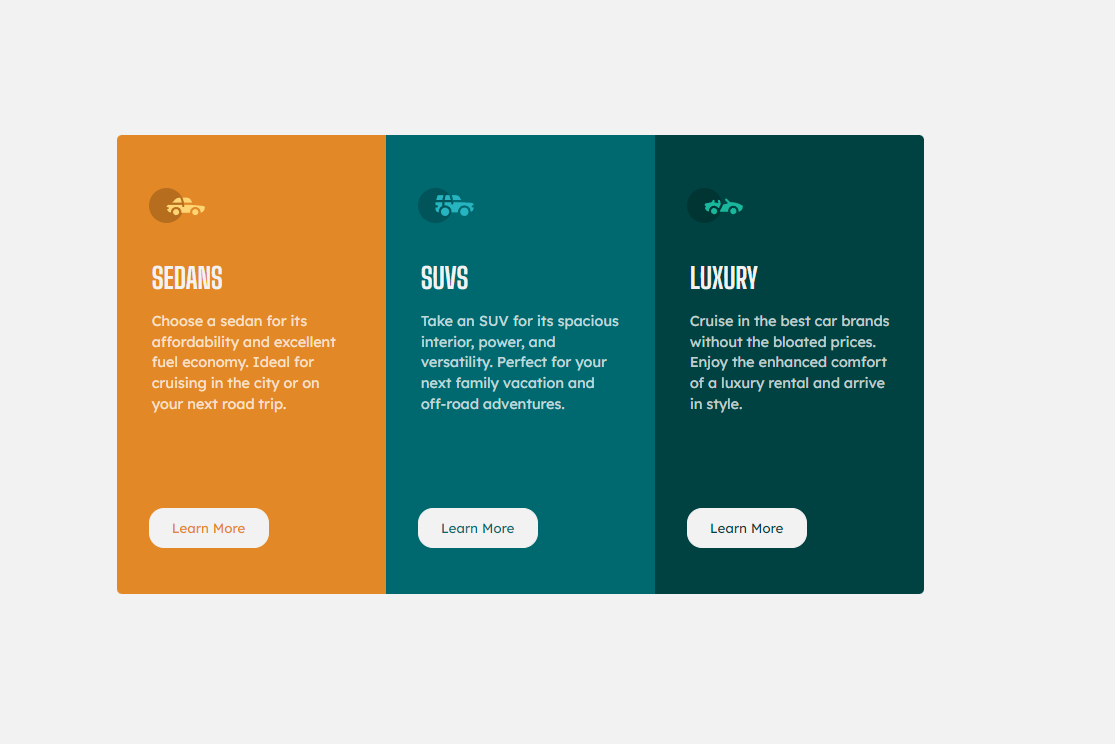 SEDANS
Choose a sedan for its
affordability and excellent
fuel economy. Ideal for
cruising in the city or on
your next road trip.
Learn More
SUVS
Take an SUV for its spacious
interior, power, and
versatility. Perfect for your
next family vacation and
off-road adventures.
Learn More
LUXURY
Cruise in the best car brands
without the bloated prices.
Enjoy the enhanced comfort
of a luxury rental and arrive
in style.
Learn More